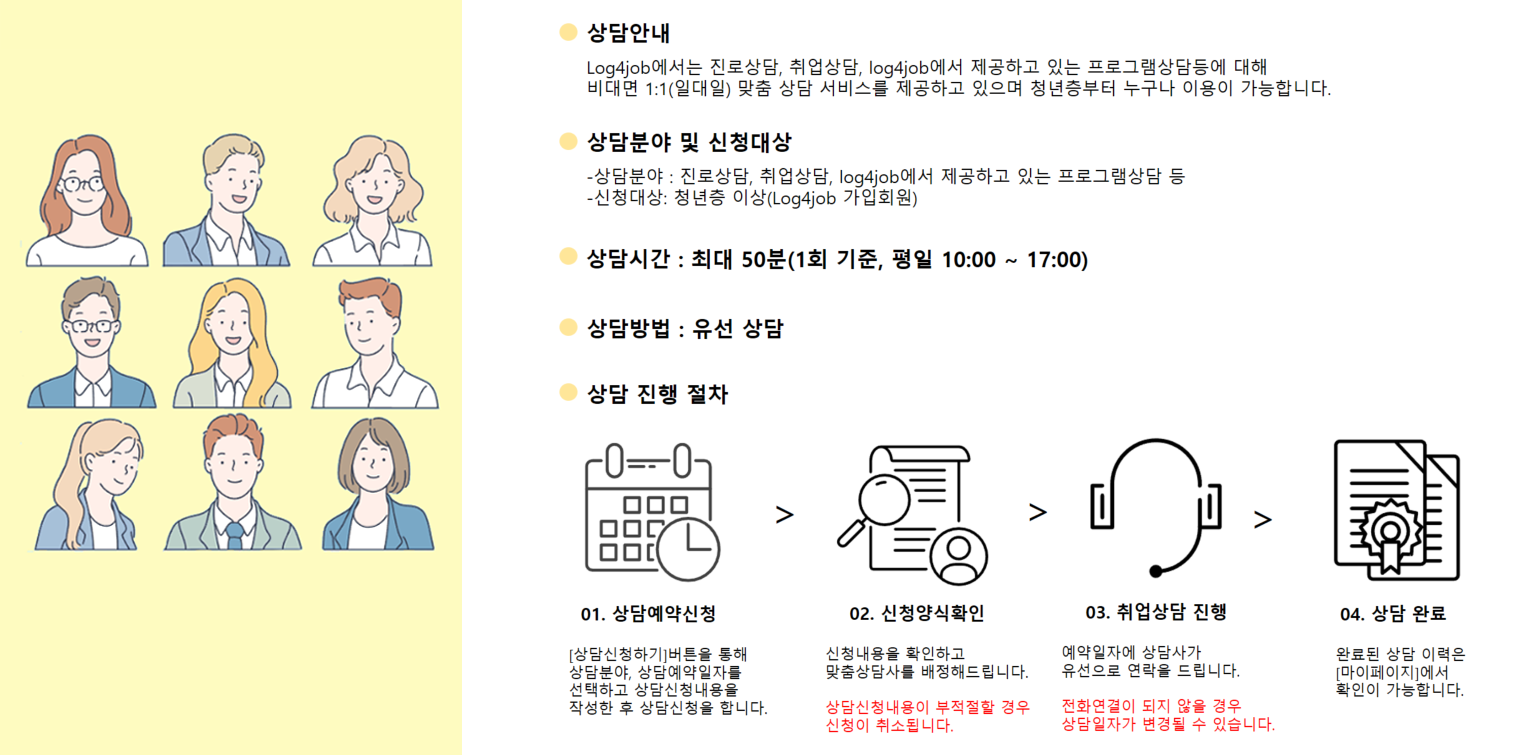 상담안내
Log4job에서는 진로상담, 취업상담, log4job에서 제공하고 있는 프로그램상담등에 대해
비대면 1:1(일대일) 맞춤 상담 서비스를 제공하고 있으며 청년층부터 누구나 이용이 가능합니다.
상담분야 및 신청대상
-상담분야 : 진로상담, 취업상담, log4job에서 제공하고 있는 프로그램상담 등
-신청대상: 청년층 이상(Log4job 가입회원)
상담시간 : 최대 50분(1회 기준, 평일 10:00 ~ 17:00)
상담방법 : 유선 상담
상담 진행 절차
>
>
>
01. 상담예약신청
[상담신청하기]버튼을 통해
상담분야, 상담예약일자를
선택하고 상담신청내용을
작성한 후 상담신청을 합니다.
02. 신청양식확인
신청내용을 확인하고
맞춤상담사를 배정해드립니다.
상담신청내용이 부적절할 경우
신청이 취소됩니다.
03. 취업상담 진행
예약일자에 상담사가
유선으로 연락을 드립니다.
전화연결이 되지 않을 경우
상담일자가 변경될 수 있습니다.
04. 상담 완료
완료된 상담 이력은
[마이페이지]에서
확인이 가능합니다.